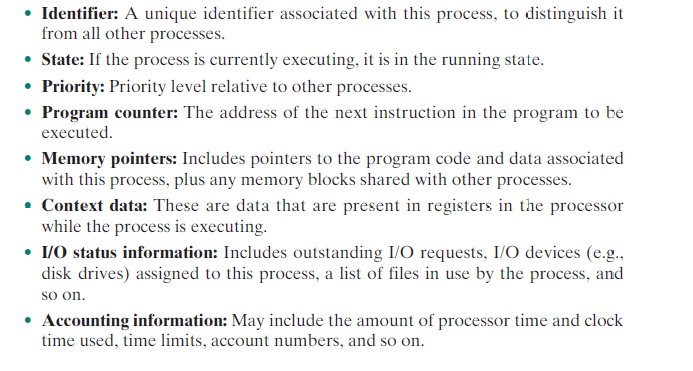 • Identifier: A unique identifier associated with this process, to distinguish it
from all other processes.
• State: If the process is currently executing, it is in the running state.
• Priority: Priority level relative to other processes.
• Program counter: The address of the next instruction in the program to be
executed.
• Memory pointers: Includes pointers to the program code and data associated
with this process, plus any memory blocks shared with other processes.
• Context data: These are data that are present in registers in the processor
while the process is executing.
• I/O status information: Includes outstanding I/O requests, I/O devices (e.g.,
disk drives) assigned to this process, a list of files in use by the process, and
so on.
• Accounting information: May include the amount of processor time and clock
time used, time limits, account numbers, and so on.